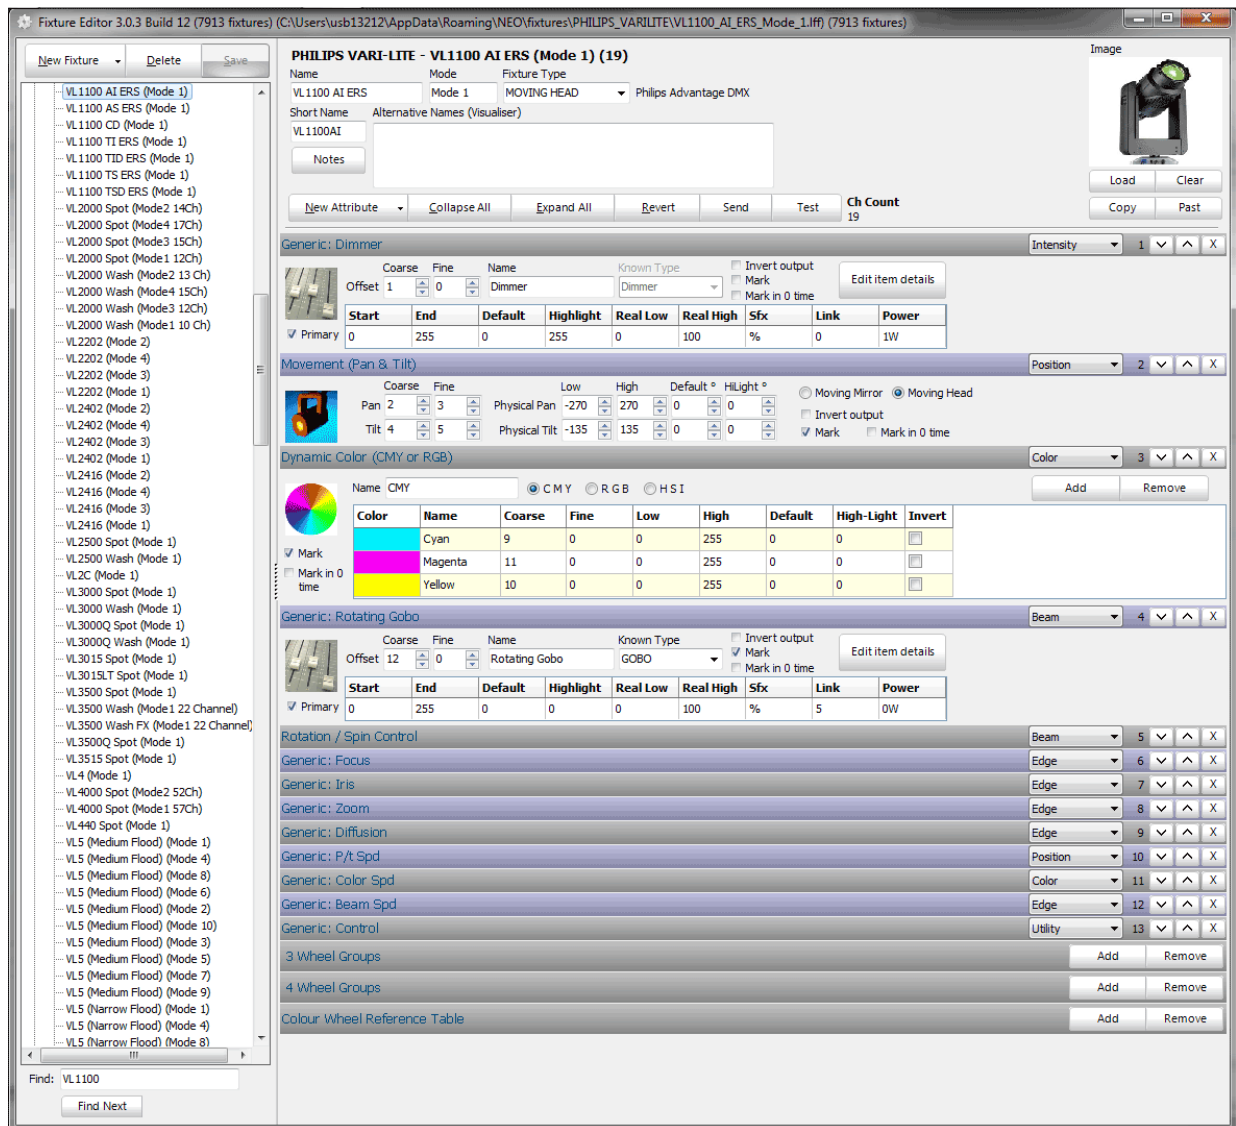 Fixture Editor 3.0.3 Build 12 (7913 fixtures) (C:\Users\usb13212\AppData\Roaming\NEO\fixtures\PHILIPS_VARILITE\VL1100_AI_ERS_Mode_1.lff) (7913 fixtures)
New Fixture Delete Save
VL1100 AI ERS (Mode 1)
VL1100 AS ERS (Mode 1)
VL1100 CD (Mode 1)
VL1100 TI ERS (Mode 1)
VL1100 TID ERS (Mode 1)
VL1100 TS ERS (Mode 1)
VL1100 TSD ERS (Mode 1)
VL2000 Spot (Mode2 14Ch)
VL2000 Spot (Mode4 17Ch)
VL2000 Spot (Mode3 15Ch)
VL2000 Spot (Mode1 12Ch)
VL2000 Wash (Mode2 13 Ch)
VL2000 Wash (Mode4 15Ch)
VL2000 Wash (Mode3 12Ch)
VL2000 Wash (Mode1 10 Ch)
VL2202 (Mode 2)
VL2202 (Mode 4)
VL2202 (Mode 3)
VL2202 (Mode 1)
VL2402 (Mode 2)
VL2402 (Mode 4)
VL2402 (Mode 3)
VL2402 (Mode 1)
VL2416 (Mode 2)
VL2416 (Mode 4)
VL2416 (Mode 3)
VL2416 (Mode 1)
VL2500 Spot (Mode 1)
VL2500 Wash (Mode 1)
VL2C (Mode 1)
VL3000 Spot (Mode 1)
VL3000 Wash (Mode 1)
VL3000Q Spot (Mode 1)
VL3000Q Wash (Mode 1)
VL3015 Spot (Mode 1)
VL3015LT Spot (Mode 1)
VL3500 Spot (Mode 1)
VL3500 Wash (Mode1 22 Channel)
VL3500 Wash FX (Mode1 22 Channel)
VL3500Q Spot (Mode 1)
VL3515 Spot (Mode 1)
VL4 (Mode 1)
VL4000 Spot (Mode2 52Ch)
VL4000 Spot (Mode1 57Ch)
VL440 Spot (Mode 1)
VL5 (Medium Flood) (Mode 1)
VL5 (Medium Flood) (Mode 4)
VL5 (Medium Flood) (Mode 8)
VL5 (Medium Flood) (Mode 6)
VL5 (Medium Flood) (Mode 2)
VL5 (Medium Flood) (Mode 10)
VL5 (Medium Flood) (Mode 3)
VL5 (Medium Flood) (Mode 5)
VL5 (Medium Flood) (Mode 7)
VL5 (Medium Flood) (Mode 9)
VL5 (Narrow Flood) (Mode 1)
VL5 (Narrow Flood) (Mode 4)
VL5 (Narrow Flood) (Mode 8)
Find: VL1100
Find Next
PHILIPS VARI-LITE - VL1100 AI ERS (Mode 1) (19)
Name Mode Fixture Type
VL1100 AI ERS Mode 1 MOVING HEAD Philips Advantage DMX
Short Name Alternative Names (Visualiser)
VL1100AI
Notes
Image
Load Clear
Copy Past
New Attribute Collapse All Expand All Revert Send Test Ch Count
19
Generic: Dimmer Intensity 1 X
Coarse Fine Name Known Type Invert output
Offset 1 0 Dimmer Dimmer Mark Edit item details
Mark in 0 time
Start End Default Highlight Real Low Real High Sfx Link Power
Primary 0 255 0 255 0 100 % 0 1W
Movement (Pan & Tilt) Position 2 X
Coarse Fine Low High Default ° HiLight °
Pan 2 3 Physical Pan -270 270 0 0 Moving Mirror Moving Head
Invert output
Tilt 4 5 Physical Tilt -135 135 0 0 Mark Mark in 0 time
Dynamic Color (CMY or RGB) Color 3 X
Name CMY C M Y R G B H S I Add Remove
Color Name Coarse Fine Low High Default High-Light Invert
Cyan 9 0 0 255 0 0
Mark Magenta 11 0 0 255 0 0
Mark in 0 time Yellow 10 0 0 255 0 0
Generic: Rotating Gobo Beam 4 X
Coarse Fine Name Known Type Invert output
Offset 12 0 Rotating Gobo GOBO Mark Edit item details
Mark in 0 time
Start End Default Highlight Real Low Real High Sfx Link Power
Primary 0 255 0 0 0 100 % 5 0W
Rotation / Spin Control Beam 5 X
Generic: Focus Edge 6 X
Generic: Iris Edge 7 X
Generic: Zoom Edge 8 X
Generic: Diffusion Edge 9 X
Generic: P/t Spd Position 10 X
Generic: Color Spd Color 11 X
Generic: Beam Spd Edge 12 X
Generic: Control Utility 13 X
3 Wheel Groups Add Remove
4 Wheel Groups Add Remove
Colour Wheel Reference Table Add Remove